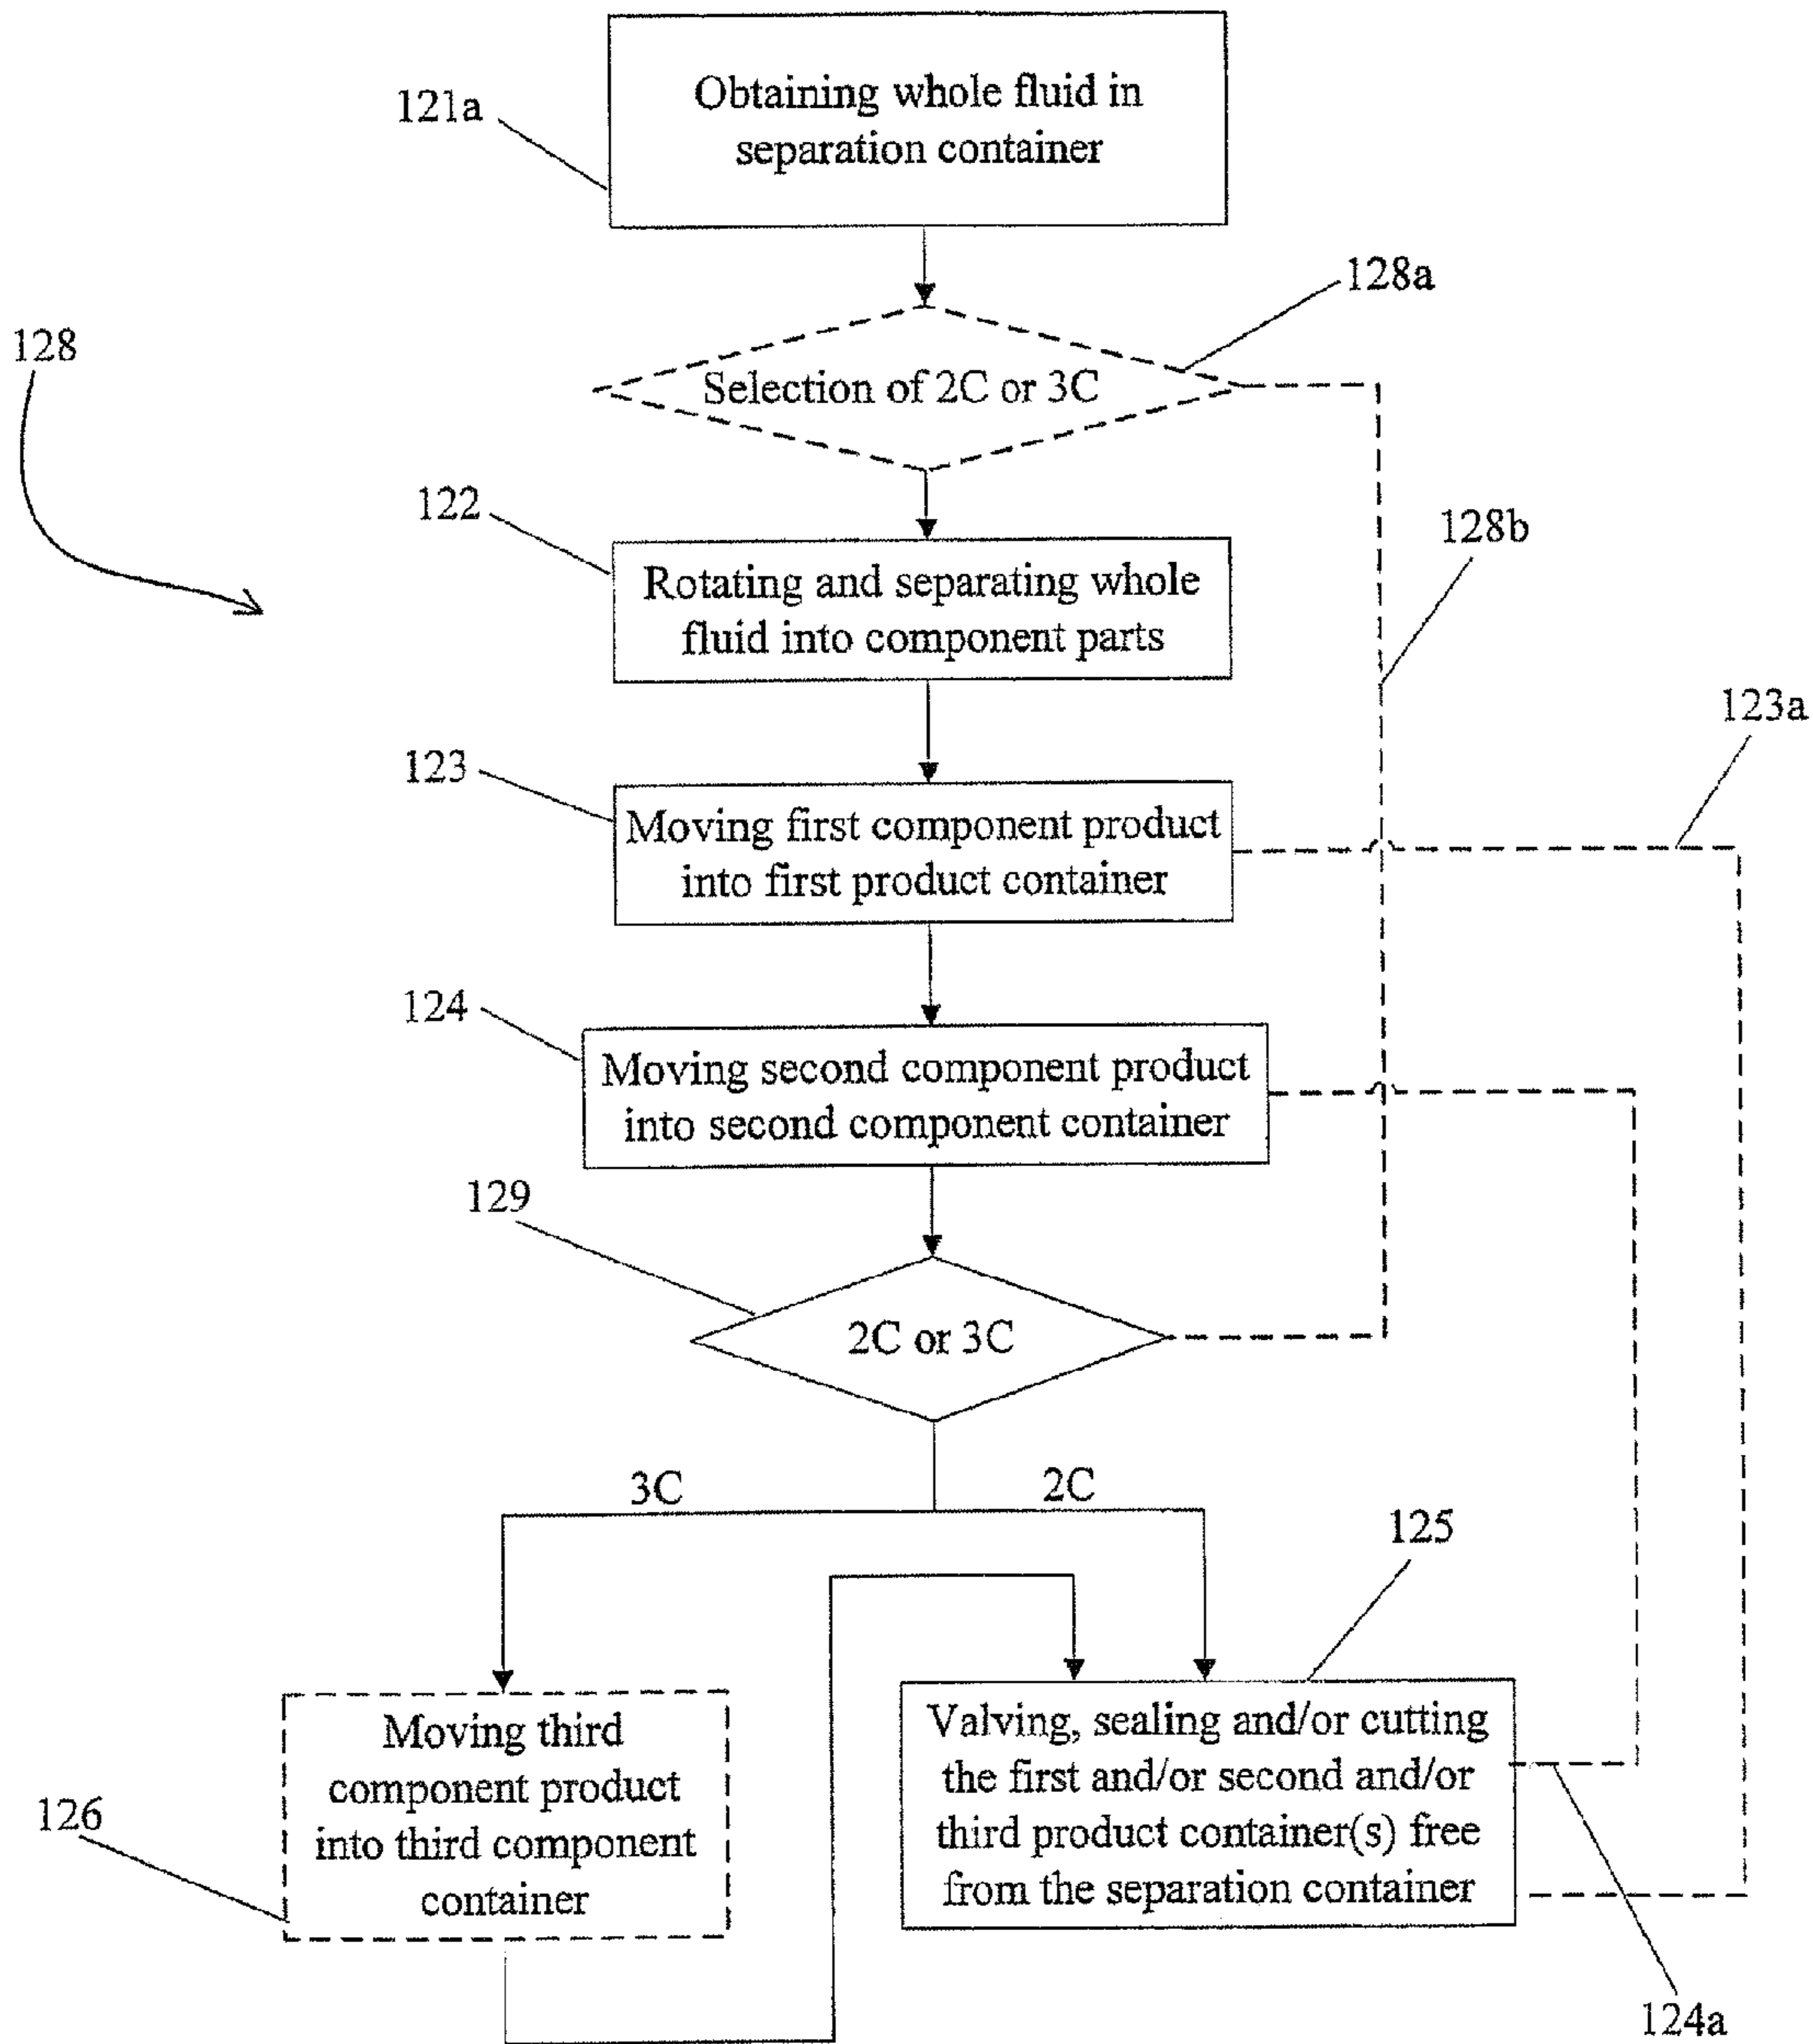 121a
Obtaining whole fluid in
separation container
128a
128
Selection of 2C or 3C
122
128b
Rotating and separating whole
fluid into component parts
123a
123
Moving first component product
into first product container
124
Moving second component product
into second component container
129
2C or 3C
3C
2C
125
Moving third
component product
into third component
container
126
Valving, sealing and/or cutting
the first and/or second and/or
third product container(s) free
from the separation container
124a